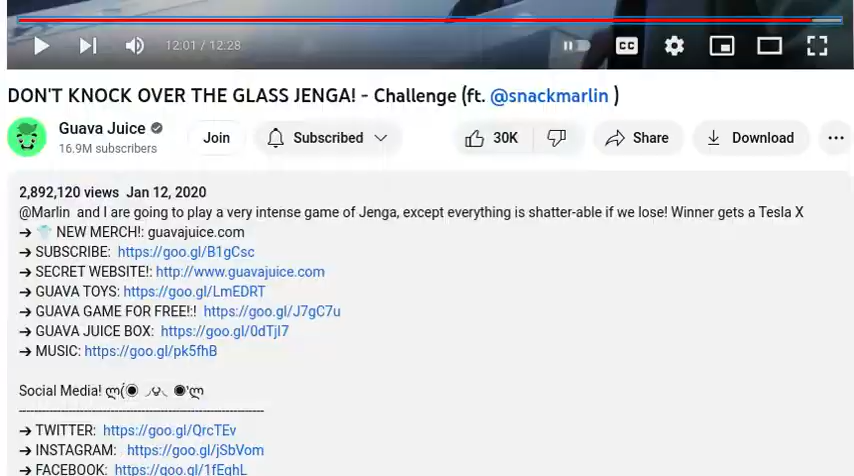 12:01 / 12:28
CC
DON'T KNOCK OVER THE GLASS JENGA! - Challenge (ft. @snackmarlin )
Guava Juice
16.9M subscribers
Join
Subscribed
30K
Share
Download
2,892,120 views Jan 12, 2020
@Marlin and I are going to play a very intense game of Jenga, except everything is shatter-able if we lose! Winner gets a Tesla X
➔ 👕 NEW MERCH!: guavajuice.com
➔ SUBSCRIBE: https://goo.gl/B1gCsc
➔ SECRET WEBSITE!: http://www.guavajuice.com
➔ GUAVA TOYS: https://goo.gl/LmEDRT
➔ GUAVA GAME FOR FREE!:! https://goo.gl/J7gC7u
➔ GUAVA JUICE BOX: https://goo.gl/0dTjI7
➔ MUSIC: https://goo.gl/pk5fhB
Social Media! ლ(́◉◞౪◟◉‵ლ
-------------------------------------------------------------
➔ TWITTER: https://goo.gl/QrcTEv
➔ INSTAGRAM: https://goo.gl/jSbVom
➔ FACEBOOK: https://goo.gl/1fEghL